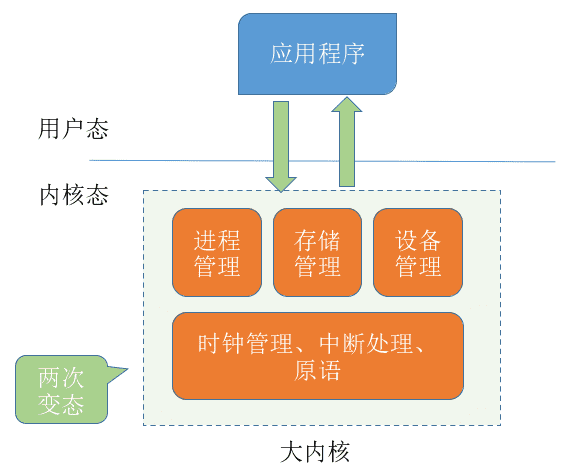 应用程序
用户态
内核态
进程
管理
存储
管理
设备
管理
时钟管理、中断处理、
原语
两次
变态
大内核